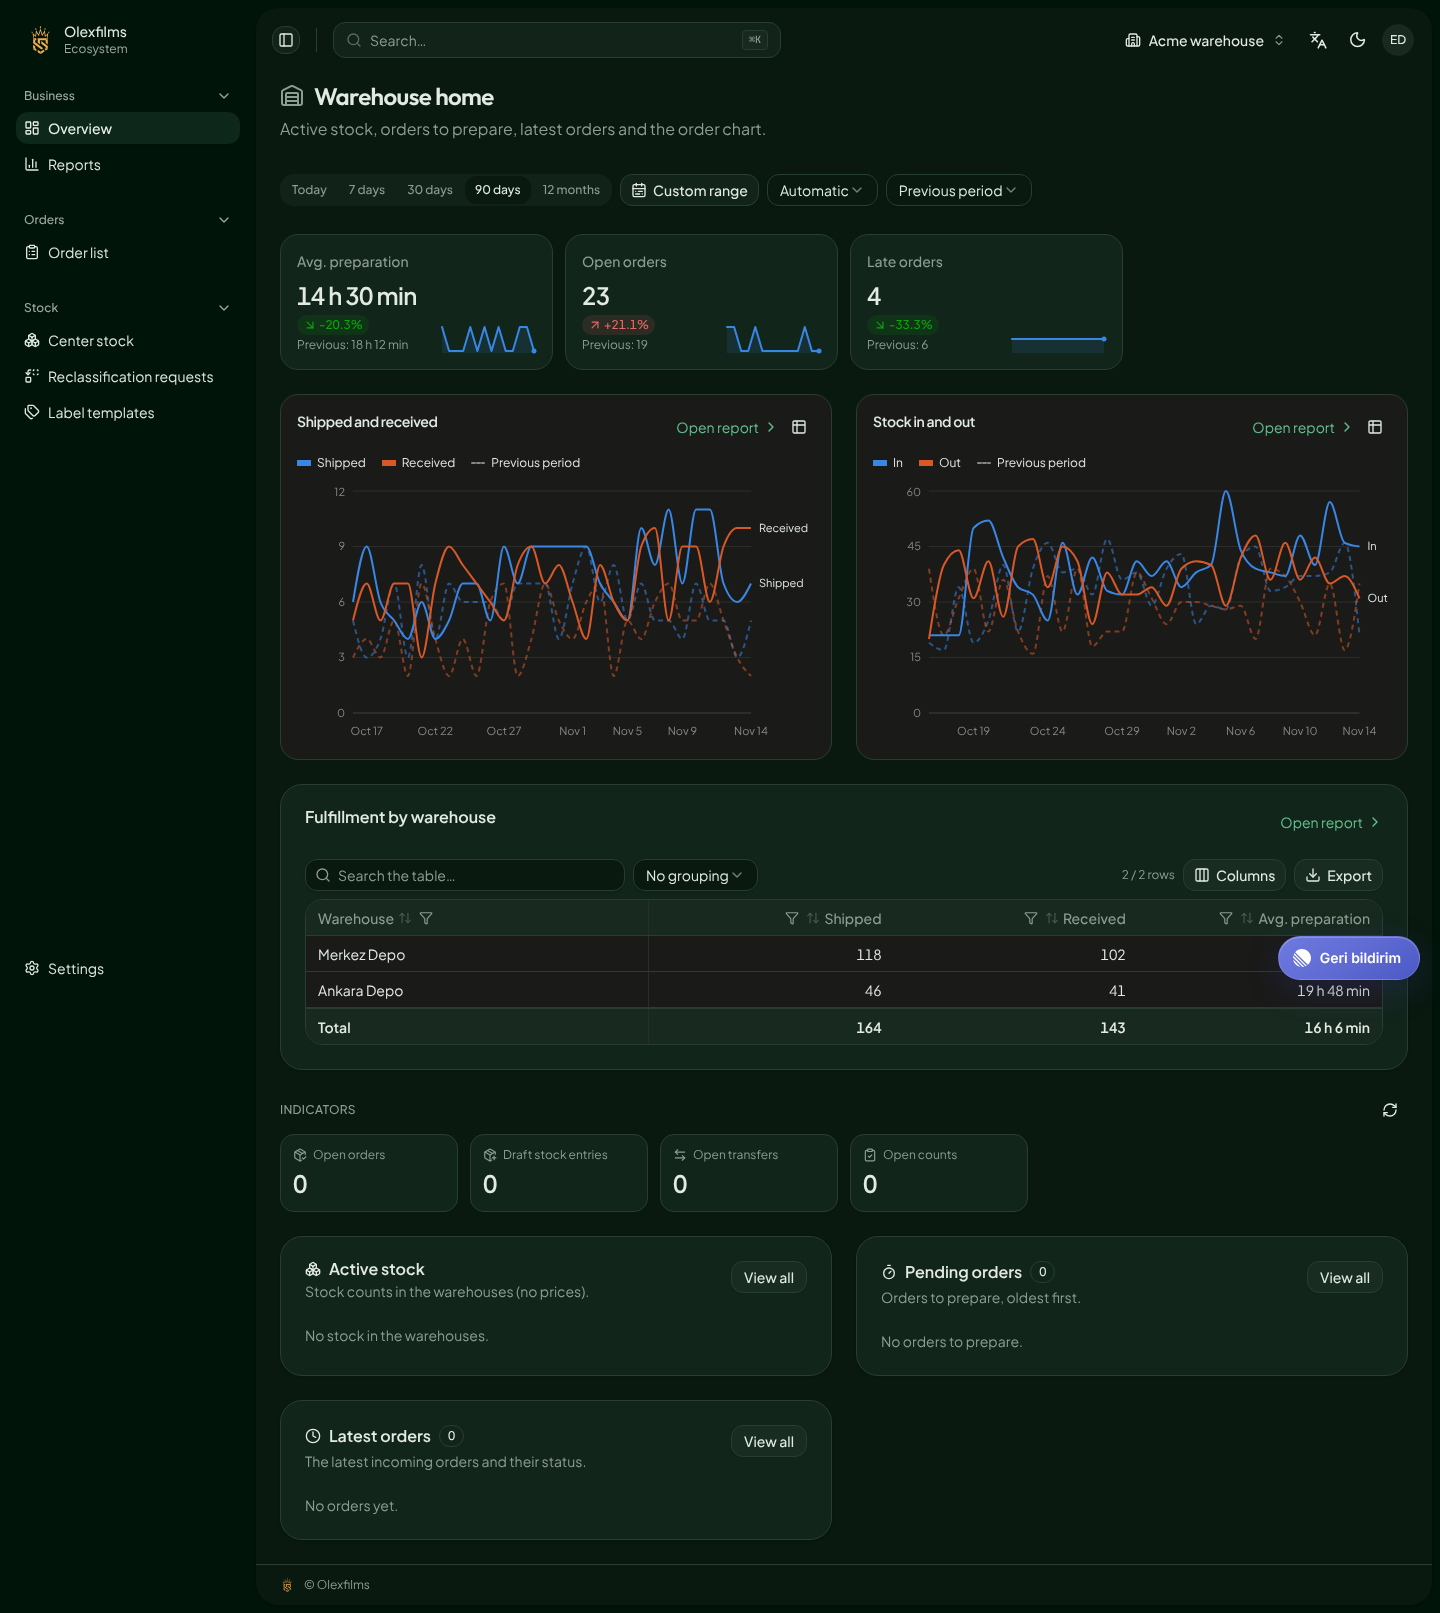 Olexfilms
Ecosystem
Business
Overview
Reports
Orders
Order list
Stock
Center stock
Reclassification requests
Label templates
Settings
Search...
⌘K
Acme warehouse
ED
Warehouse home
Active stock, orders to prepare, latest orders and the order chart.
Today 7 days 30 days 90 days 12 months Custom range Automatic Previous period
Avg. preparation
14 h 30 min
-20.3%
Previous: 18 h 12 min
Open orders
23
+21.1%
Previous: 19
Late orders
4
-33.3%
Previous: 6
Shipped and received
Open report
Shipped Received Previous period
12
9
6
3
0
Received
Shipped
Oct 17 Oct 22 Oct 27 Nov 1 Nov 5 Nov 9 Nov 14
Stock in and out
Open report
In Out Previous period
60
45
30
15
0
In
Out
Oct 19 Oct 24 Oct 29 Nov 2 Nov 6 Nov 10 Nov 14
Fulfillment by warehouse
Open report
Search the table...
No grouping
2 / 2 rows
Columns
Export
Warehouse Shipped Received Avg. preparation
Merkez Depo 118 102
Geri bildirim
Ankara Depo 46 41 19 h 48 min
Total 164 143 16 h 6 min
INDICATORS
Open orders
0
Draft stock entries
0
Open transfers
0
Open counts
0
Active stock
View all
Stock counts in the warehouses (no prices).
No stock in the warehouses.
Pending orders 0
View all
Orders to prepare, oldest first.
No orders to prepare.
Latest orders 0
View all
The latest incoming orders and their status.
No orders yet.
© Olexfilms